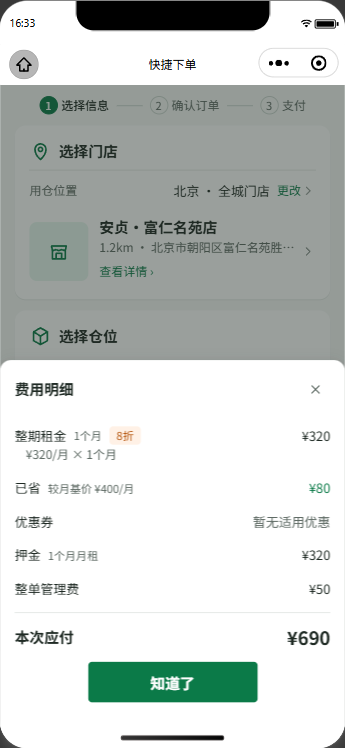 16:33
快捷下单
1 选择信息 2 确认订单 3 支付
选择门店
用仓位置 北京 · 全城门店 更改 >
安贞·富仁名苑店
1.2km · 北京市朝阳区富仁名苑胜···
查看详情 ›
选择仓位
费用明细 ×
整期租金 1个月 8折 ¥320
¥320/月 × 1个月
已省 较月基价 ¥400/月 ¥80
优惠券 暂无适用优惠
押金 1个月月租 ¥320
整单管理费 ¥50
本次应付 ¥690
知道了